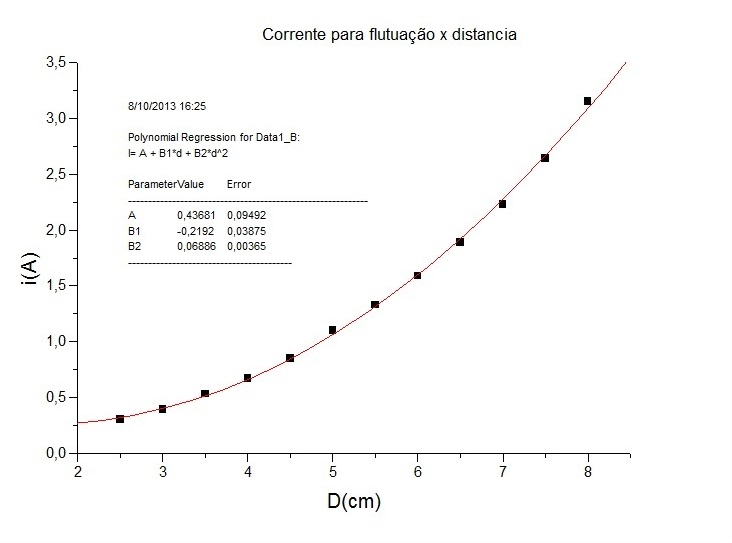 Corrente para flutuação x distancia
3,5
3,0
2,5
2,0
1,5
1,0
0,5
0,0
i(A)
8/10/2013 16:25
Polynomial Regression for Data1_B:
I= A + B1*d + B2*d^2
ParameterValue Error
---------------------------------------------------------------------------
A 0,43681 0,09492
B1 -0,2192 0,03875
B2 0,06886 0,00365
---------------------------------------------------
2 3 4 5 6 7 8
D(cm)